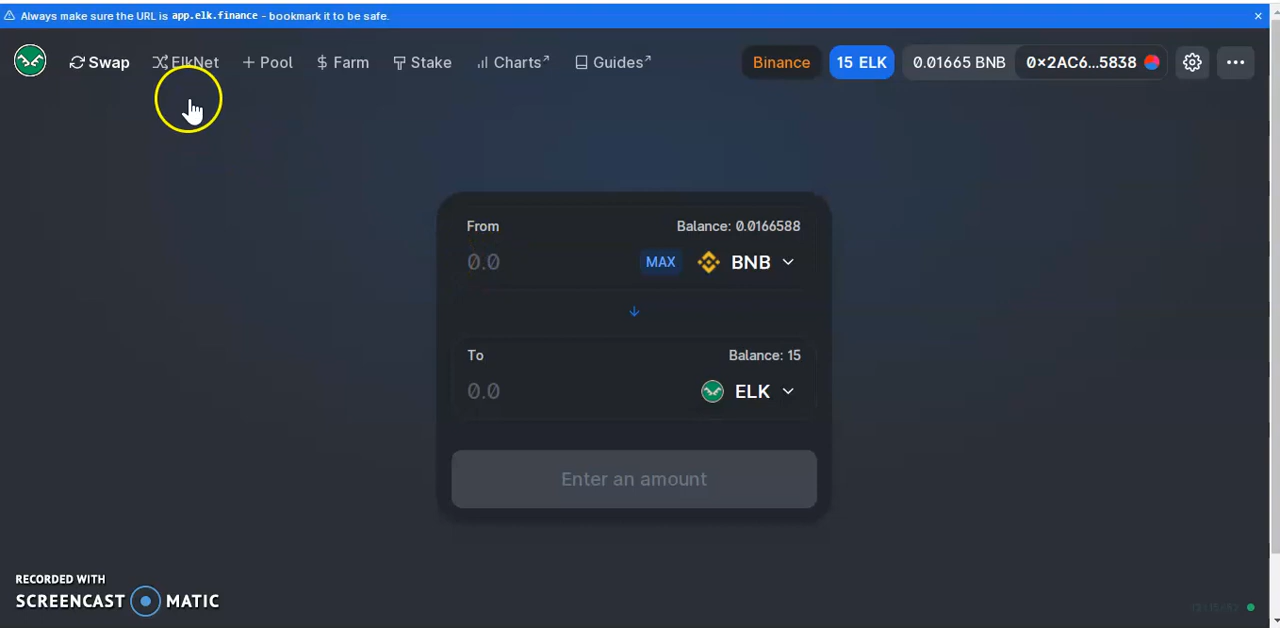 Always make sure the URL is app.elk.finance - bookmark it to be safe. ×
Swap ElkNet + Pool $ Farm Stake Charts↗ Guides↗ Binance 15 ELK 0.01665 BNB 0×2AC6...5838
From Balance: 0.0166588
0.0 MAX BNB
To Balance: 15
0.0 ELK
Enter an amount
RECORDED WITH
SCREENCAST MATIC